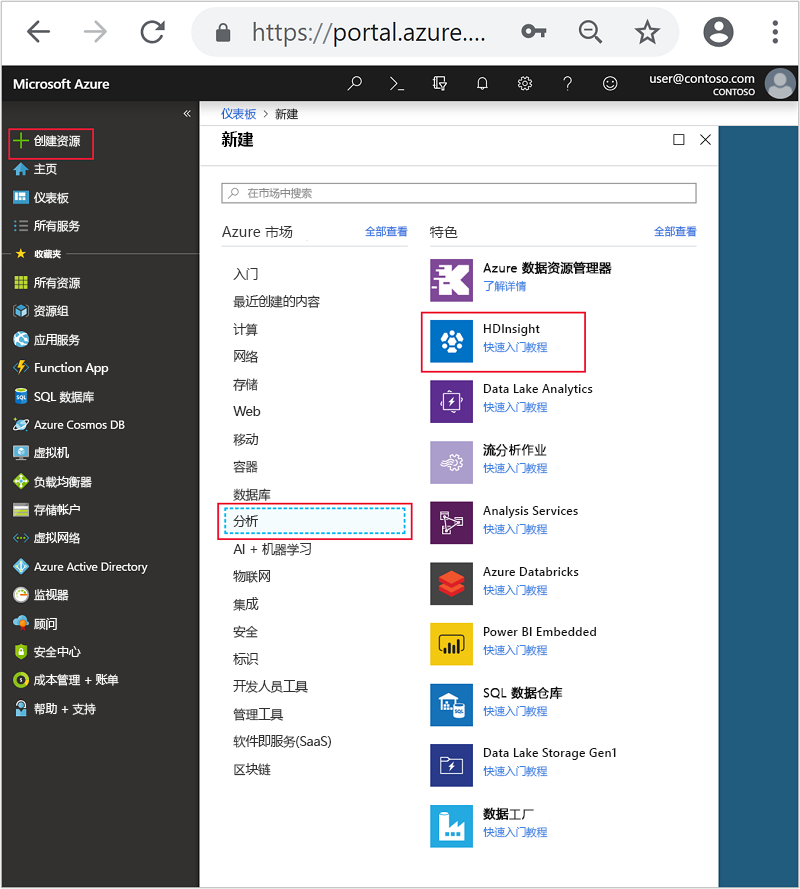 https://portal.azure....
Microsoft Azure
user@contoso.com
CONTOSO
创建资源
主页
仪表板
所有服务
收藏夹
所有资源
资源组
应用服务
Function App
SQL 数据库
Azure Cosmos DB
虚拟机
负载均衡器
存储帐户
虚拟网络
Azure Active Directory
监视器
顾问
安全中心
成本管理 + 账单
帮助 + 支持
仪表板 > 新建
新建
在市场中搜索
Azure 市场 全部查看
入门
最近创建的内容
计算
网络
存储
Web
移动
容器
数据库
分析
AI + 机器学习
物联网
集成
安全
标识
开发人员工具
管理工具
软件即服务(SaaS)
区块链
特色 全部查看
Azure 数据资源管理器
了解详情
HDInsight
快速入门教程
Data Lake Analytics
快速入门教程
流分析作业
快速入门教程
Analysis Services
快速入门教程
Azure Databricks
快速入门教程
Power BI Embedded
快速入门教程
SQL 数据仓库
快速入门教程
Data Lake Storage Gen1
快速入门教程
数据工厂
快速入门教程